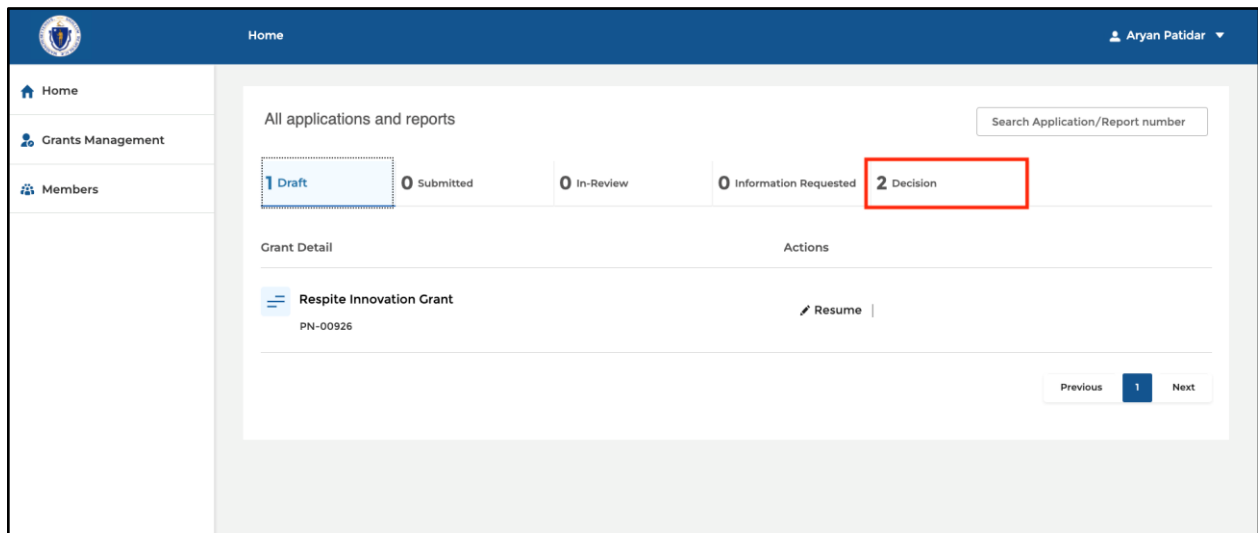 Home
Aryan Patidar
Home
Grants Management
Members
All applications and reports
Search Application/Report number
1 Draft
0 Submitted
0 In-Review
0 Information Requested
2 Decision
Grant Detail
Actions
Respite Innovation Grant
PN-00926
Resume |
Previous
1
Next